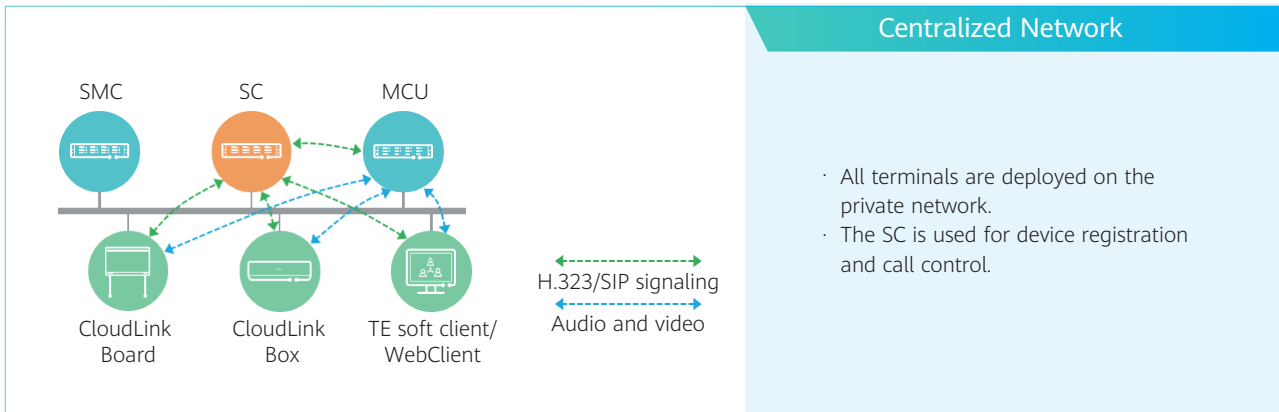 Centralized Network
SMC
SC
MCU
CloudLink
Board
CloudLink
Box
TE soft client/
WebClient
H.323/SIP signaling
Audio and video
· All terminals are deployed on the
private network.
· The SC is used for device registration
and call control.